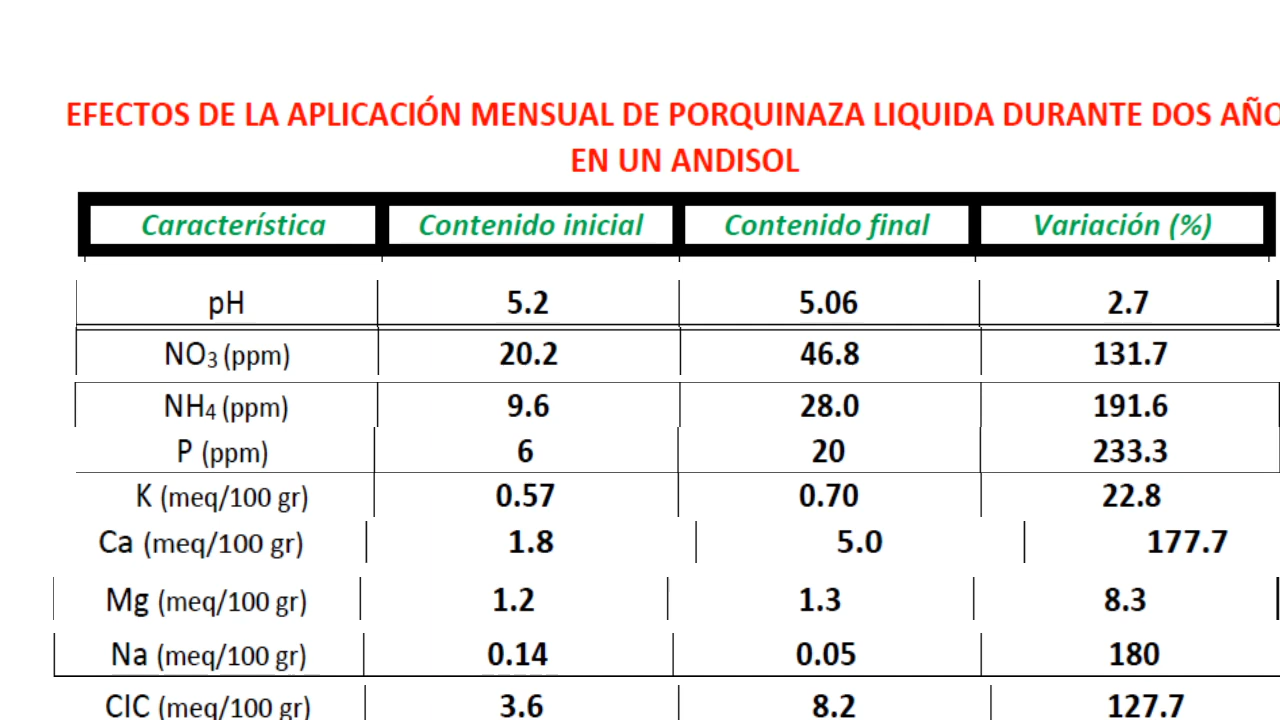 EFECTOS DE LA APLICACIÓN MENSUAL DE PORQUINAZA LIQUIDA DURANTE DOS AÑO
EN UN ANDISOL
Característica Contenido inicial Contenido final Variación (%)
pH 5.2 5.06 2.7
NO3 (ppm) 20.2 46.8 131.7
NH4 (ppm) 9.6 28.0 191.6
P (ppm) 6 20 233.3
K (meq/100 gr) 0.57 0.70 22.8
Ca (meq/100 gr) 1.8 5.0 177.7
Mg (meq/100 gr) 1.2 1.3 8.3
Na (meq/100 gr) 0.14 0.05 180
CIC (meq/100 gr) 3.6 8.2 127.7